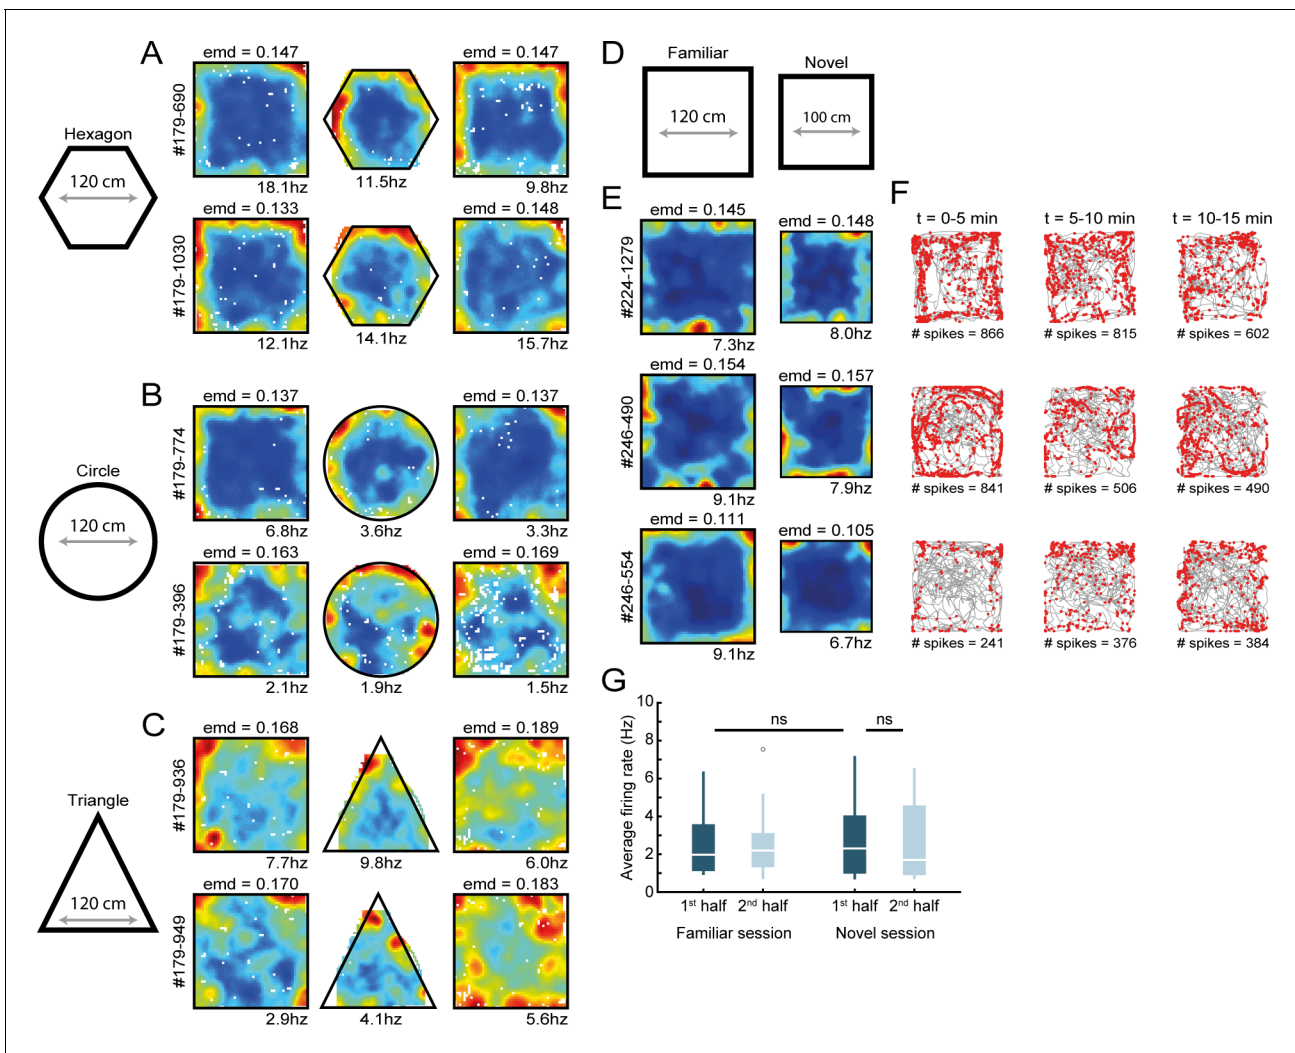 A
Hexagon
120 cm
#179-690
emd = 0.147
18.1hz
11.5hz
emd = 0.147
9.8hz
#179-1030
emd = 0.133
12.1hz
14.1hz
emd = 0.148
15.7hz
B
Circle
120 cm
#179-774
emd = 0.137
6.8hz
3.6hz
emd = 0.137
3.3hz
#179-396
emd = 0.163
2.1hz
1.9hz
emd = 0.169
1.5hz
C
Triangle
120 cm
#179-936
emd = 0.168
7.7hz
9.8hz
emd = 0.189
6.0hz
#179-949
emd = 0.170
2.9hz
4.1hz
emd = 0.183
5.6hz
D
Familiar
120 cm
Novel
100 cm
E
#224-1279
emd = 0.145
7.3hz
emd = 0.148
8.0hz
#246-490
emd = 0.154
9.1hz
emd = 0.157
7.9hz
#246-554
emd = 0.111
9.1hz
emd = 0.105
6.7hz
F
t = 0-5 min
t = 5-10 min
t = 10-15 min
# spikes = 866
# spikes = 815
# spikes = 602
# spikes = 841
# spikes = 506
# spikes = 490
# spikes = 241
# spikes = 376
# spikes = 384
G
Average firing rate (Hz)
10
8
6
4
2
0
ns
ns
1st half
2nd half
1st half
2nd half
Familiar session
Novel session